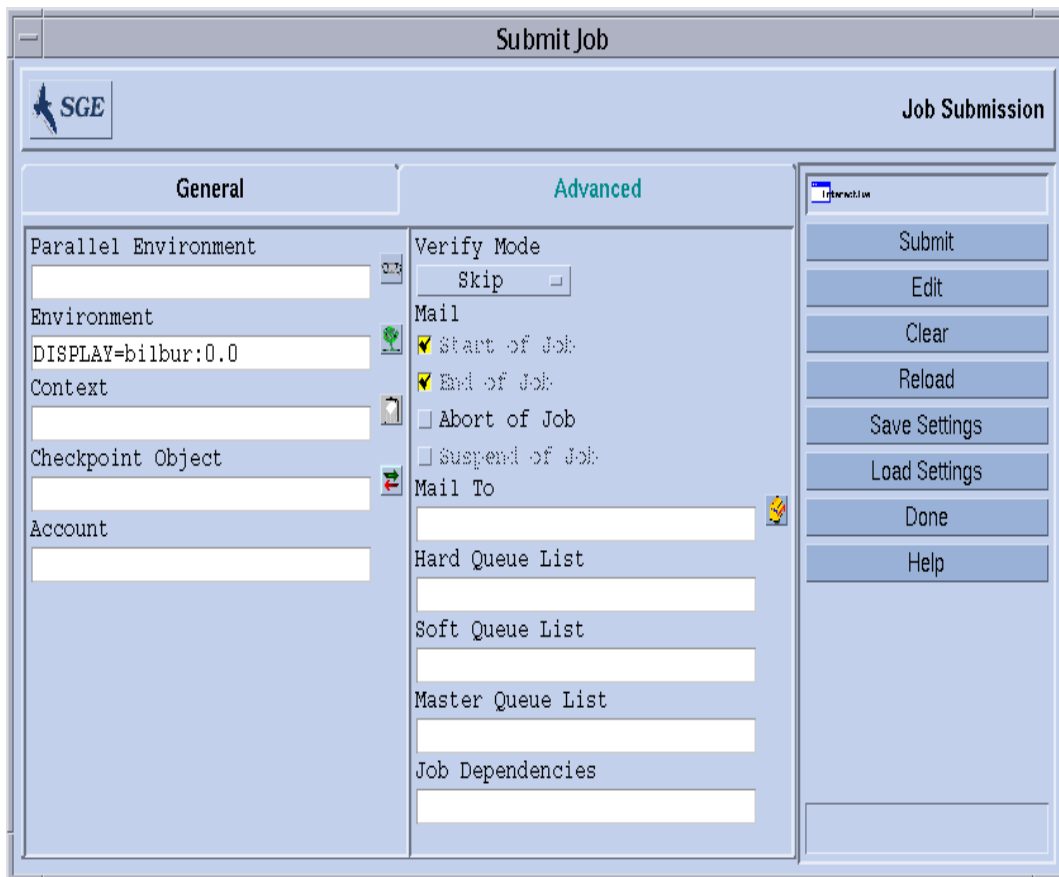 Submit Job
SGE
Job Submission
General
Advanced
Interactive
Parallel Environment
Environment
DISPLAY=bilbur:0.0
Context
Checkpoint Object
Account
Verify Mode
Skip
Mail
Start of Job
End of Job
Abort of Job
Suspend of Job
Mail To
Hard Queue List
Soft Queue List
Master Queue List
Job Dependencies
Submit
Edit
Clear
Reload
Save Settings
Load Settings
Done
Help